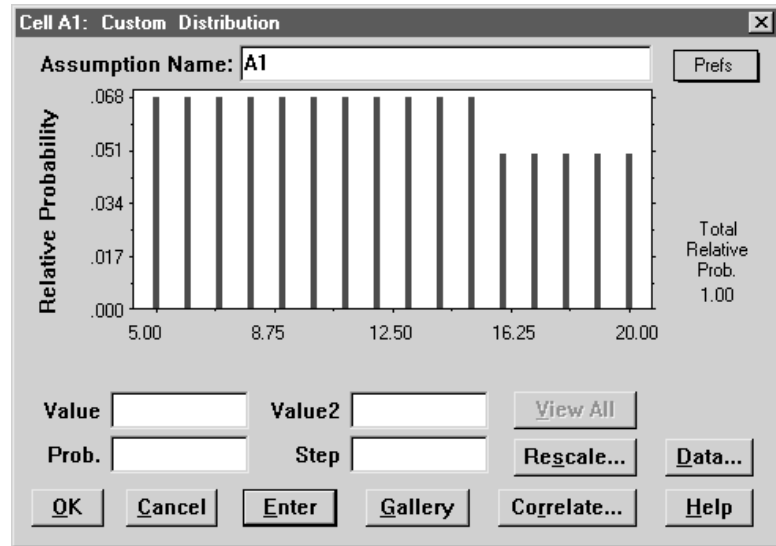 Cell A1: Custom Distribution
Assumption Name: A1
Prefs
Relative Probability
.068
.051
.034
.017
.000
5.00 8.75 12.50 16.25 20.00
Total
Relative
Prob.
1.00
Value Value2 View All
Prob. Step Rescale... Data...
OK Cancel Enter Gallery Correlate... Help